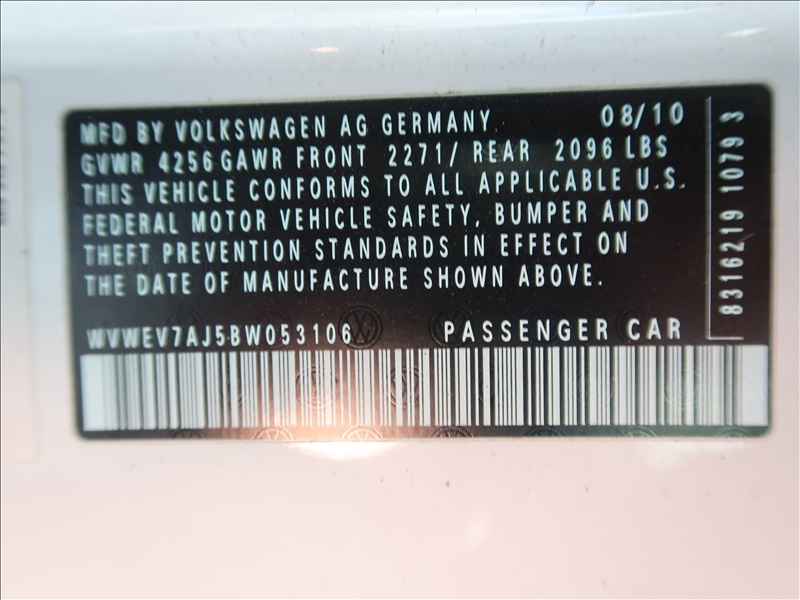 MFD BY VOLKSWAGEN AG GERMANY 08/10
GVWR 4256 GAWR FRONT 2271/ REAR 2096 LBS
THIS VEHICLE CONFORMS TO ALL APPLICABLE U.S.
FEDERAL MOTOR VEHICLE SAFETY, BUMPER AND
THEFT PREVENTION STANDARDS IN EFFECT ON
THE DATE OF MANUFACTURE SHOWN ABOVE.
WVWEV7AJ5BW053106 PASSENGER CAR
8316219 1079 3